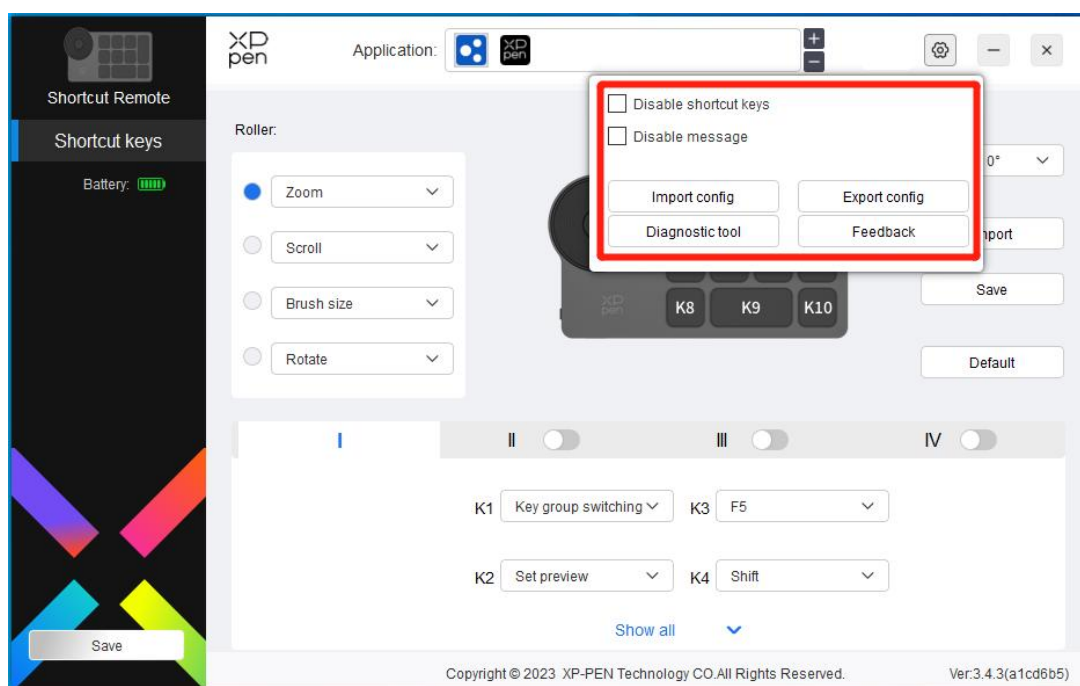 XP
pen
Application:
XP
pen
+
−
Shortcut Remote
Shortcut keys
Battery:
Disable shortcut keys
Disable message
Import config
Export config
Diagnostic tool
Feedback
Roller:
Zoom
Scroll
Brush size
Rotate
XP
pen
K8
K9
K10
0°
Save
Default
I
II
III
IV
K1
Key group switching
K3
F5
K2
Set preview
K4
Shift
Show all
Save
Copyright © 2023 XP-PEN Technology CO.All Rights Reserved.
Ver:3.4.3(a1cd6b5)